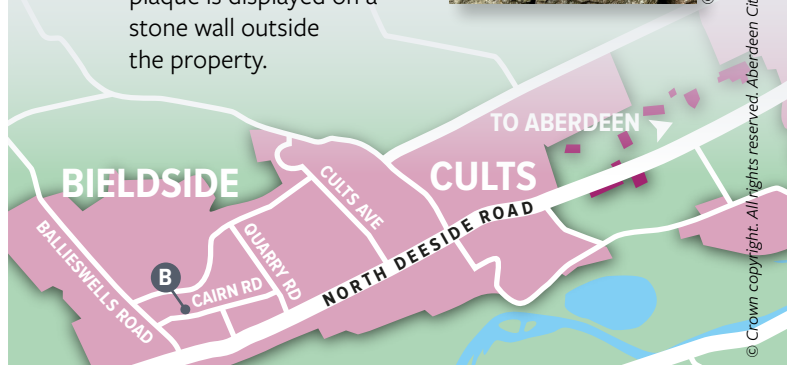 plaque is displayed on a
stone wall outside
the property.
©
TO ABERDEEN
BIELDSIDE
CULTS
CULTS AVE
NORTH DEESIDE ROAD
QUARRY RD
BALLIESWELLS ROAD
B
CAIRN RD
© Crown copyright. All rights reserved. Aberdeen Cit